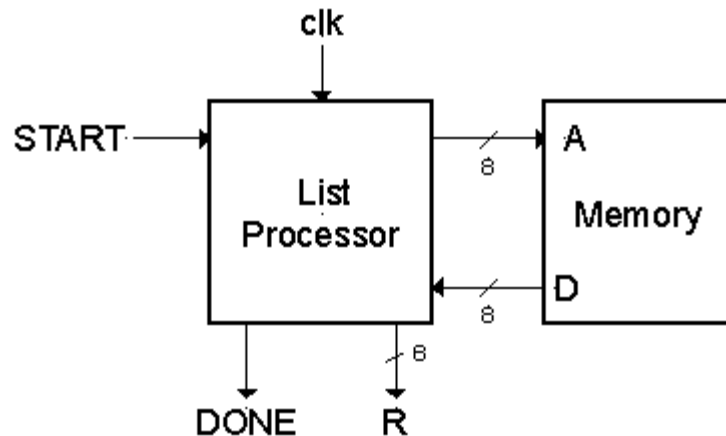 clk
START
List
Processor
8
A
Memory
8
D
8
DONE
R